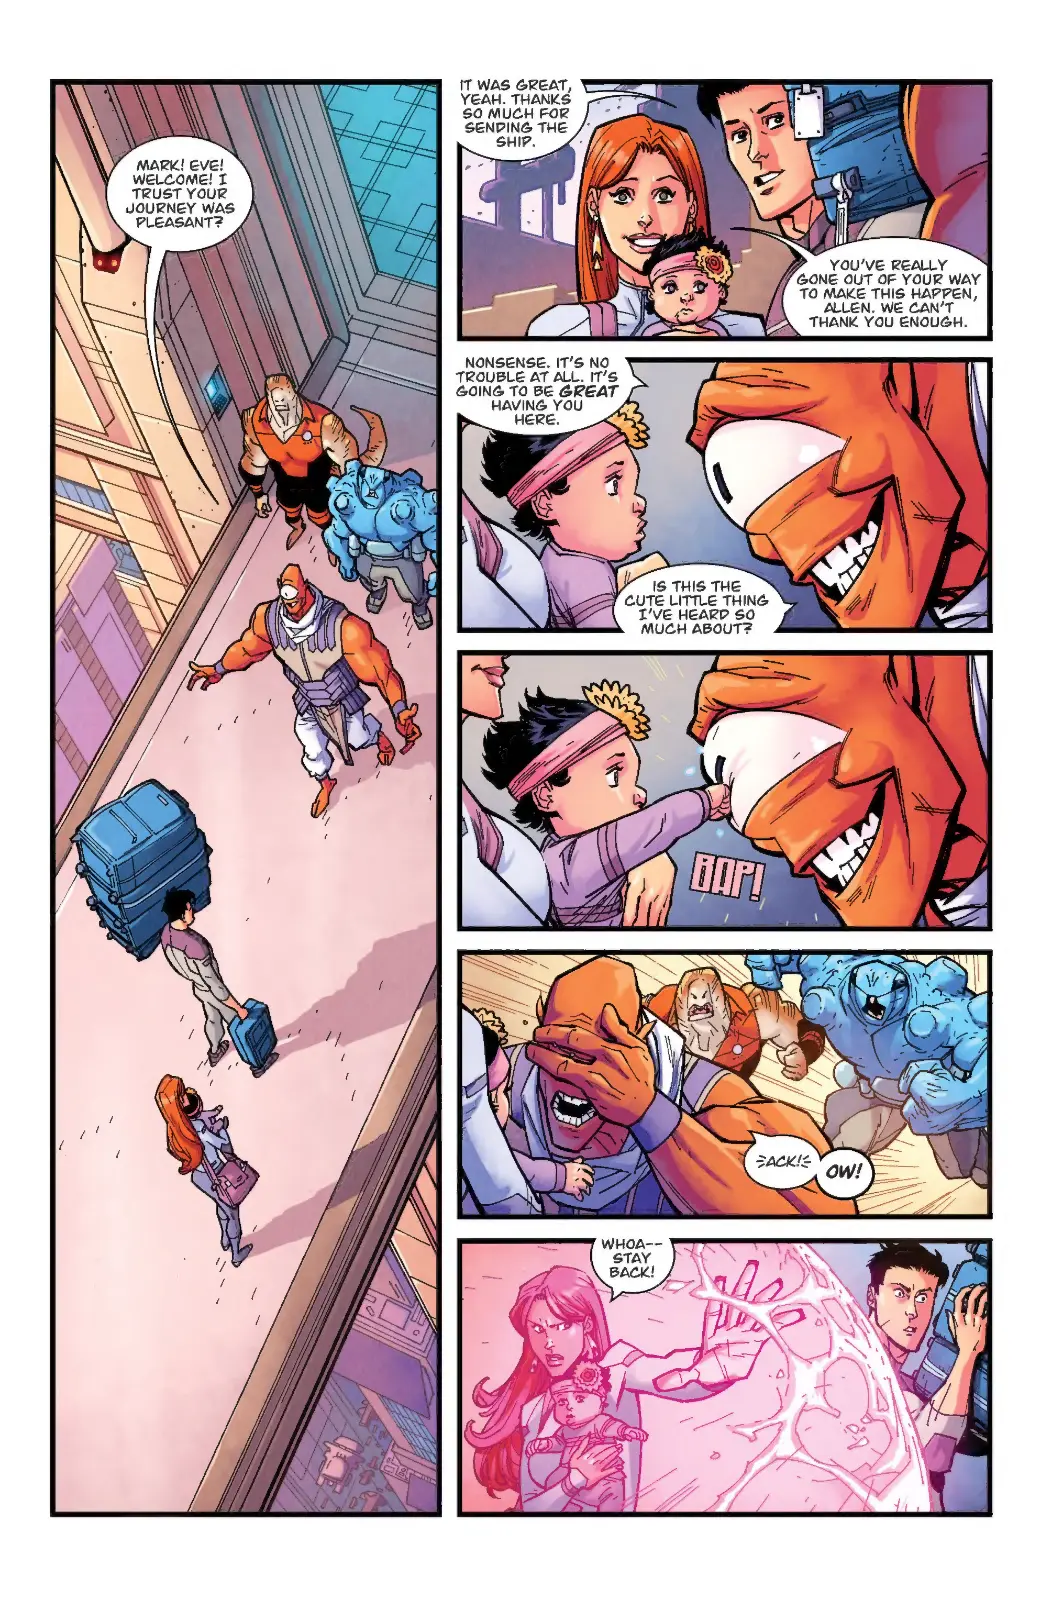 MARK! EVE!
WELCOME! I
TRUST YOUR
JOURNEY WAS
PLEASANT?
IT WAS GREAT,
YEAH. THANKS
SO MUCH FOR
SENDING THE
SHIP.
YOU'VE REALLY
GONE OUT OF YOUR WAY
TO MAKE THIS HAPPEN,
ALLEN. WE CAN'T
THANK YOU ENOUGH.
NONSENSE. IT'S NO
TROUBLE AT ALL. IT'S
GOING TO BE GREAT
HAVING YOU
HERE.
IS THIS THE
CUTE LITTLE THING
I'VE HEARD SO
MUCH ABOUT?
BAP!
ACK!
OW!
WHOA--
STAY
BACK!